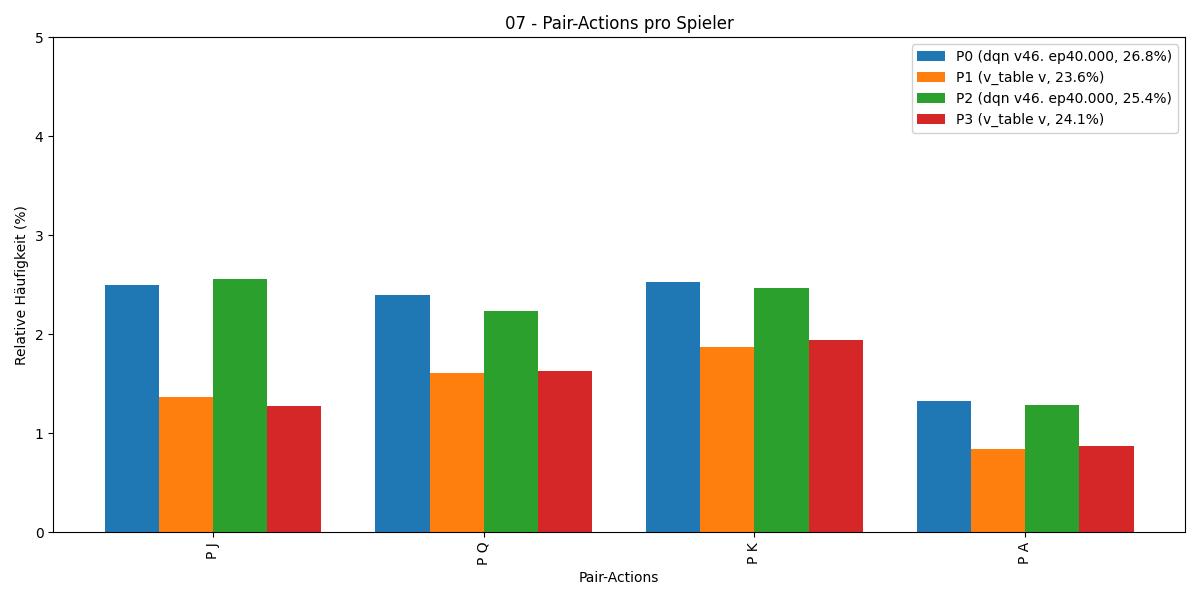 07 - Pair-Actions pro Spieler
P0 (dqn v46. ep40.000, 26.8%)
P1 (v_table v, 23.6%)
P2 (dqn v46. ep40.000, 25.4%)
P3 (v_table v, 24.1%)
Relative Häufigkeit (%)
5
4
3
2
1
0
P J
P Q
P K
P A
Pair-Actions